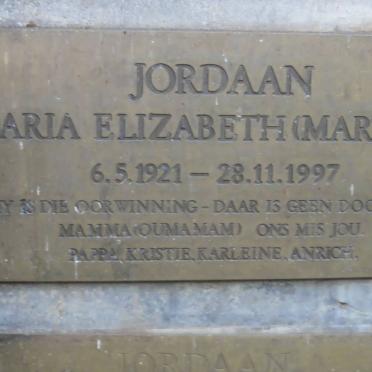 JORDAAN
ARIA ELIZABETH (MAR
6.5.1921 – 28.11.1997
Y IS DIE OORWINNING - DAAR IS GEEN DOO
MAMMA (OUMAMAM) ONS MIS JOU.
PAPPA, KRISTIE, KARLEINE, ANRICH.
JORDAAN